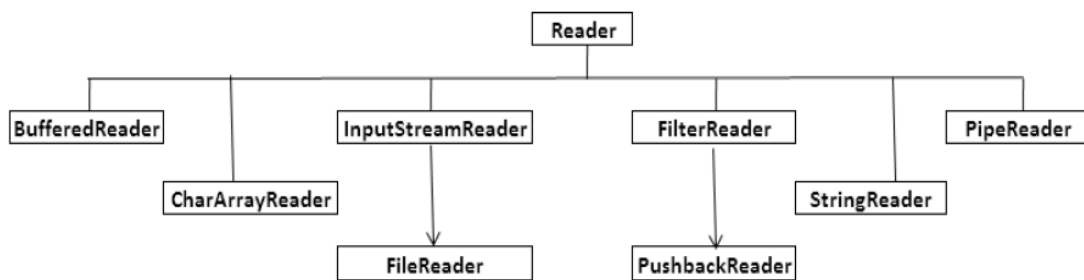 Reader
BufferedReader
InputStreamReader
FilterReader
PipeReader
CharArrayReader
StringReader
FileReader
PushbackReader